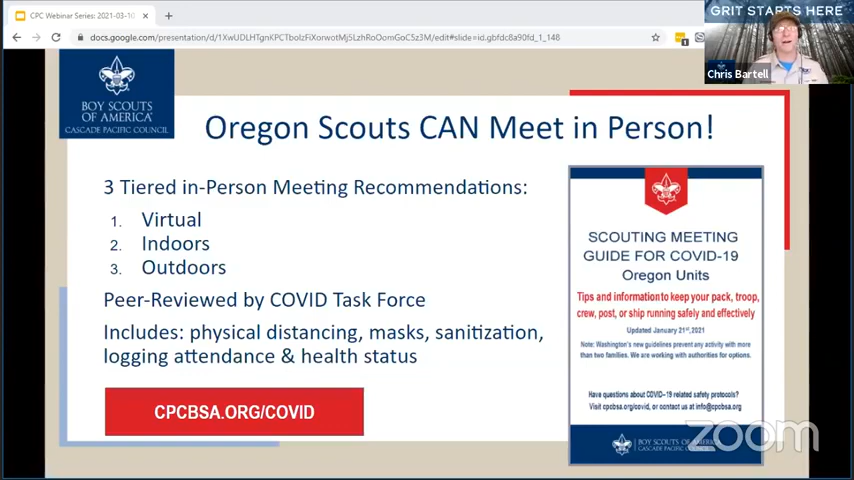 CPC Webinar Series: 2021-03-10
docs.google.com/presentation/d/1XwUDLHTgnKPCTbolzFiXorwotMj5LzhRoOomGoC5z3M/edit#slide=id.gbfdc8a90fd_1_148
GRIT STARTS HERE
Chris Bartell
BOY SCOUTS
OF AMERICA
CASCADE PACIFIC COUNCIL
Oregon Scouts CAN Meet in Person!
3 Tiered in-Person Meeting Recommendations:
1. Virtual
2. Indoors
3. Outdoors
Peer-Reviewed by COVID Task Force
Includes: physical distancing, masks, sanitization,
logging attendance & health status
CPCBSA.ORG/COVID
SCOUTING MEETING
GUIDE FOR COVID-19
Oregon Units
Tips and information to keep your pack, troop,
crew, post, or ship running safely and effectively
Updated January 21st,2021
Note: Washington's new guidelines prevent any activity with more
than two families. We are working with authorities for options.
Have questions about COVID-19 related safety protocols?
Visit cpcbsa.org/covid, or contact us at info@cpcbsa.org
BOY SCOUTS OF AMERICA
CASCADE PACIFIC COUNCIL
zoom